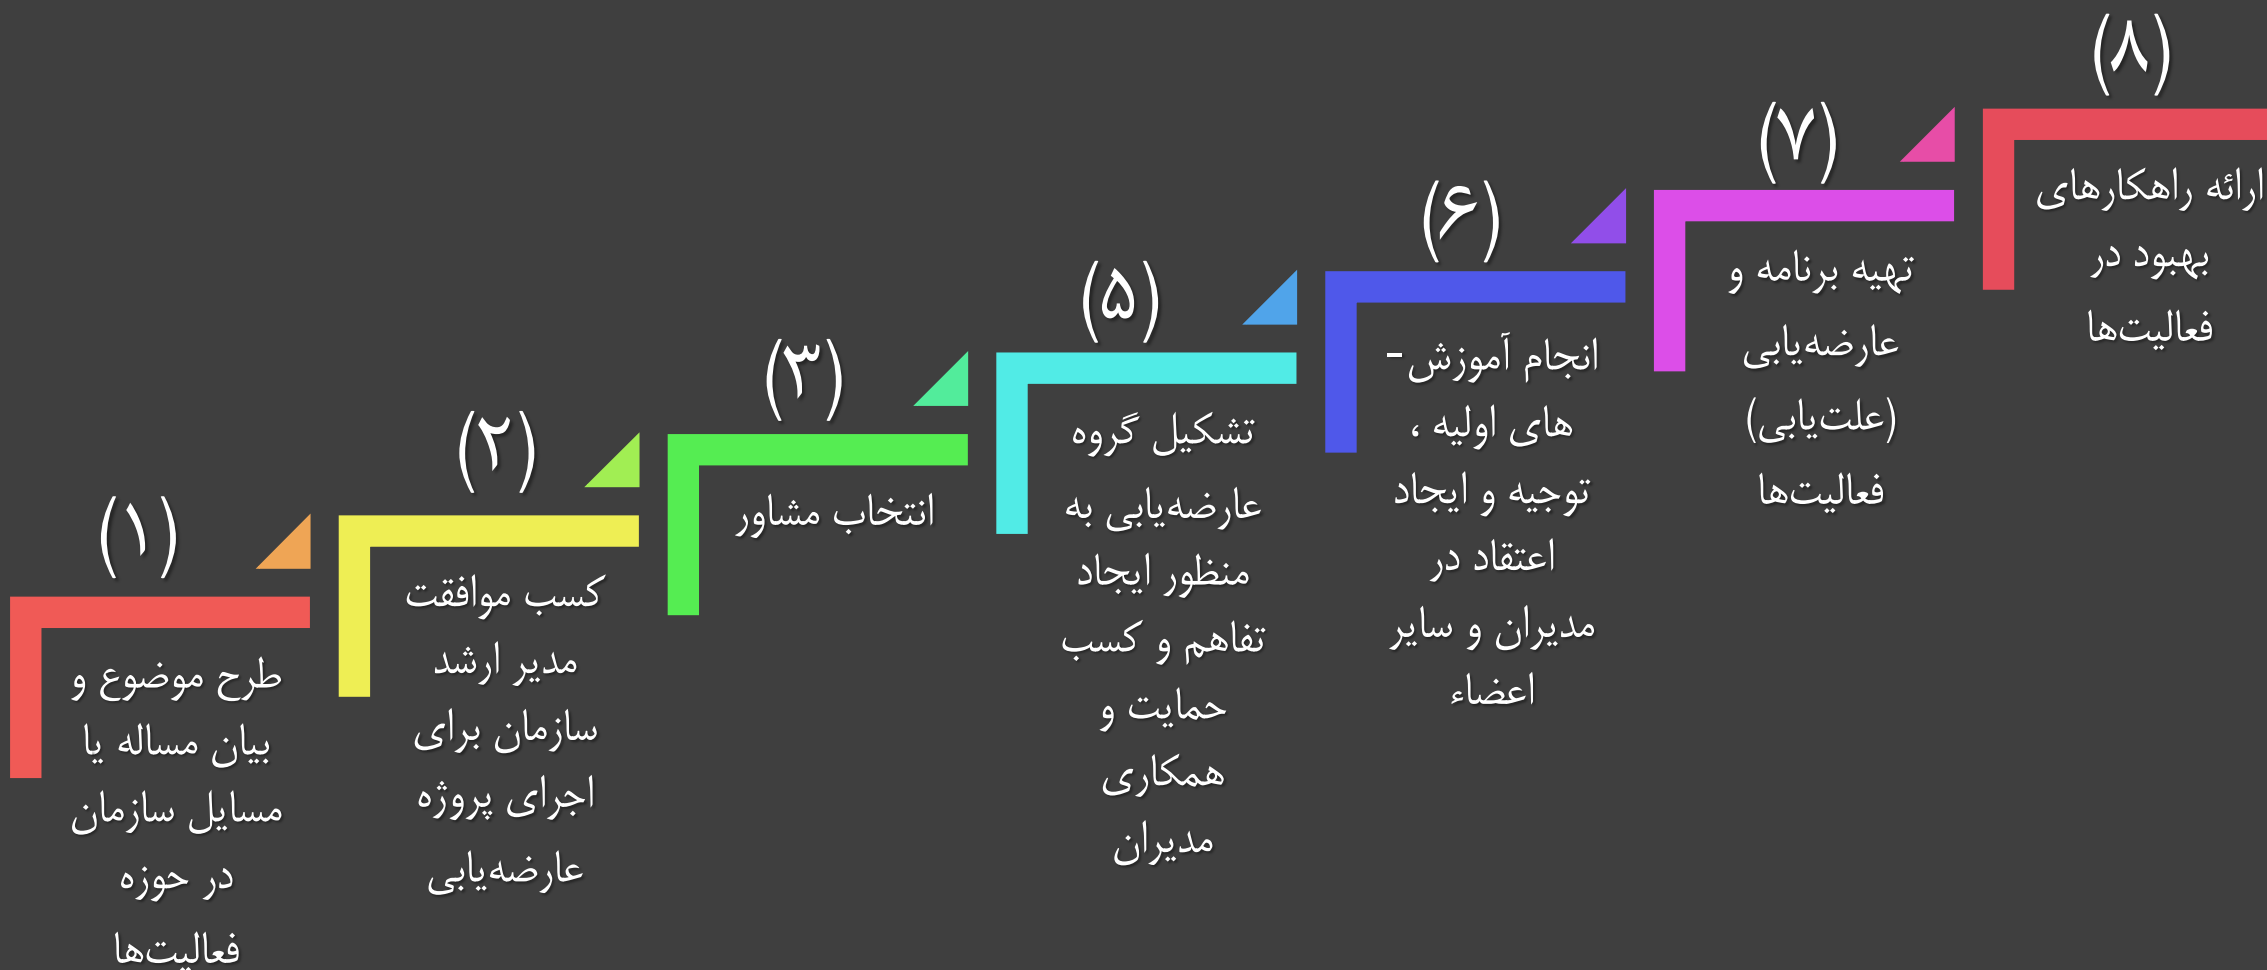 (۱)
طرح موضوع و
بیان مساله یا
مسایل سازمان
در حوزه
فعالیت‌ها
(۲)
کسب موافقت
مدیر ارشد
سازمان برای
اجرای پروژه
عارضه‌یابی
(۳)
انتخاب مشاور
(۵)
تشکیل گروه
عارضه‌یابی به
منظور ایجاد
تفاهم و کسب
حمایت و
همکاری
مدیران
(۶)
انجام آموزش-
های اولیه ،
توجیه و ایجاد
اعتقاد در
مدیران و سایر
اعضاء
(۷)
تهیه برنامه و
عارضه‌یابی
(علت‌یابی)
فعالیت‌ها
(۸)
ارائه راهکارهای
بهبود در
فعالیت‌ها